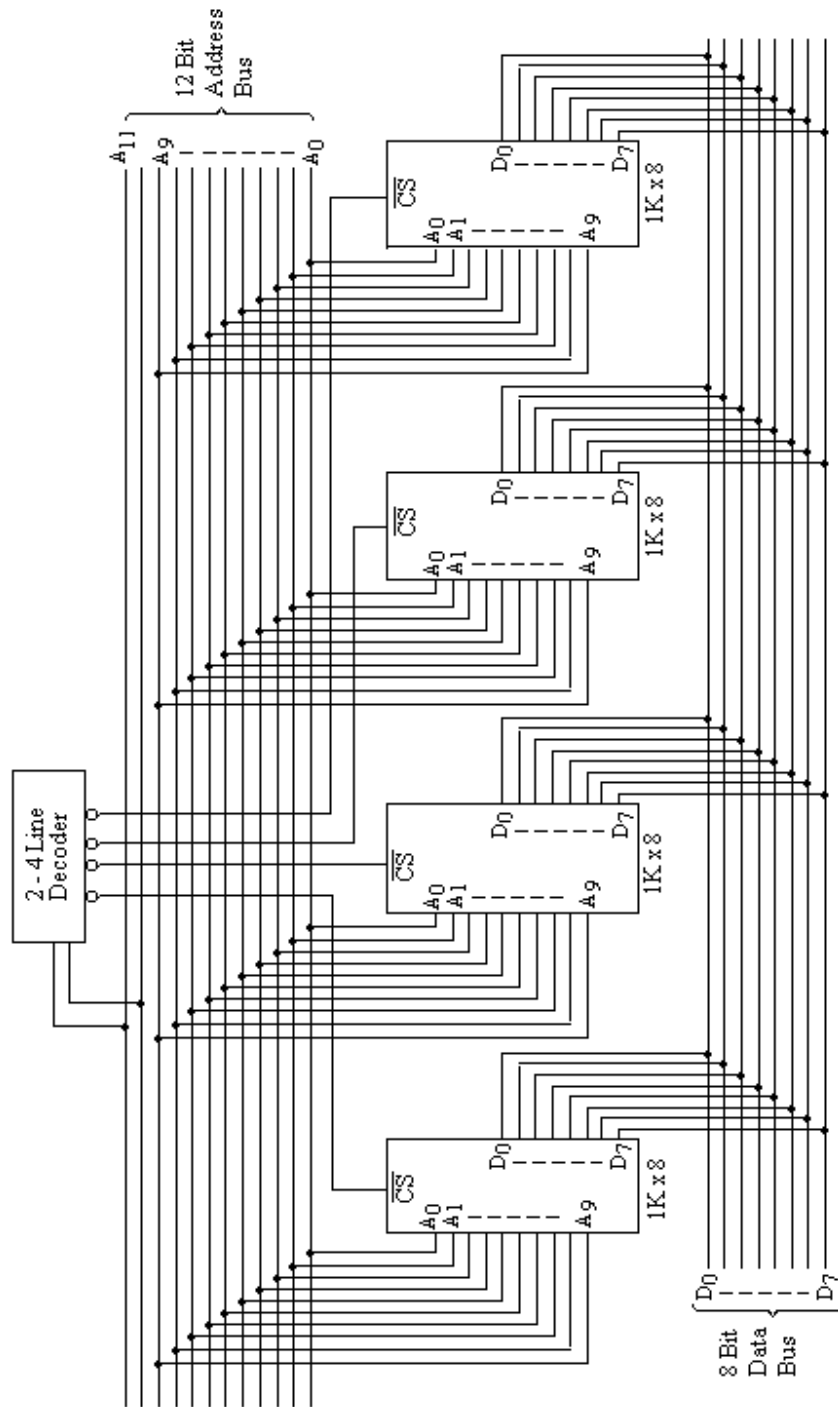 2 - 4 Line
Decoder
A11
A9
A0
12 Bit
Address
Bus
CS
A0
A1
A9
D0
D7
1K x 8
CS
A0
A1
A9
D0
D7
1K x 8
CS
A0
A1
A9
D0
D7
1K x 8
CS
A0
A1
A9
D0
D7
1K x 8
D0
D7
8 Bit
Data
Bus